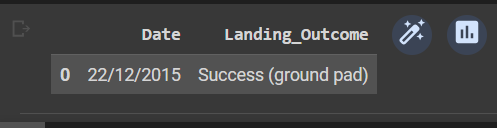 Date Landing_Outcome
0 22/12/2015 Success (ground pad)